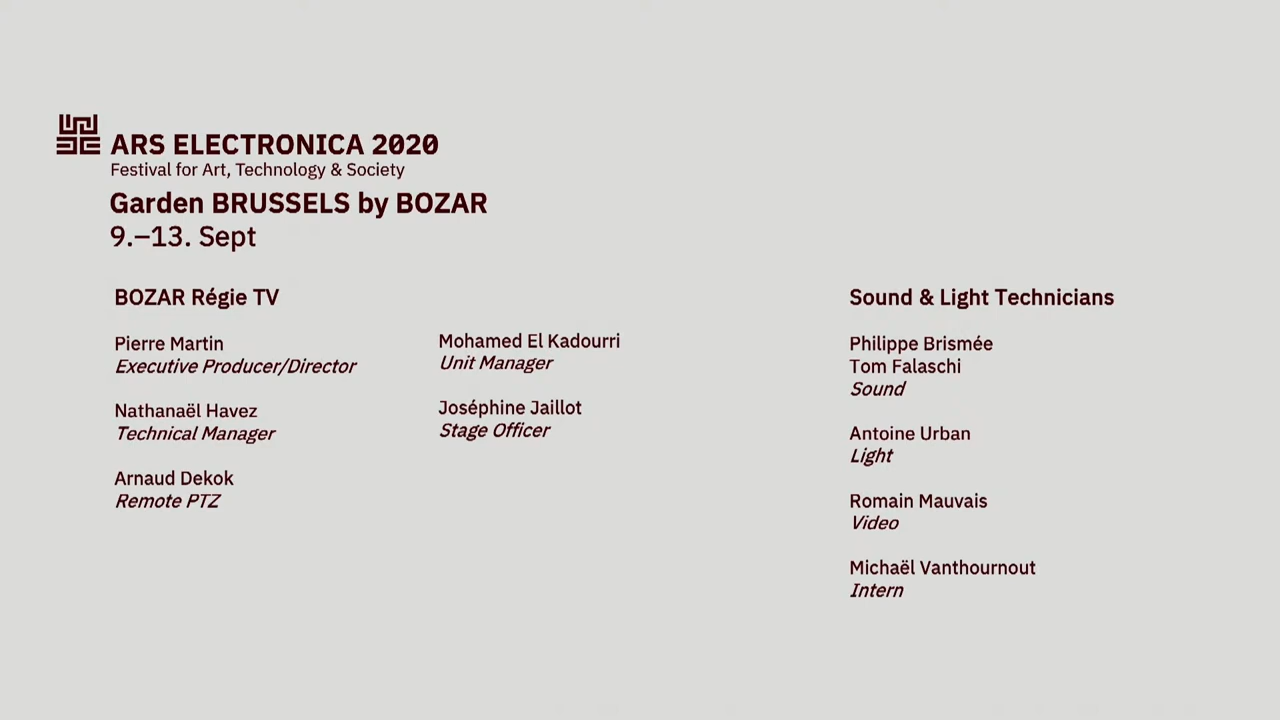 ARS ELECTRONICA 2020
Festival for Art, Technology & Society
Garden BRUSSELS by BOZAR
9.–13. Sept
BOZAR Régie TV
Pierre Martin
Executive Producer/Director
Nathanaël Havez
Technical Manager
Arnaud Dekok
Remote PTZ
Mohamed El Kadourri
Unit Manager
Joséphine Jaillot
Stage Officer
Sound & Light Technicians
Philippe Brismée
Tom Falaschi
Sound
Antoine Urban
Light
Romain Mauvais
Video
Michaël Vanthournout
Intern